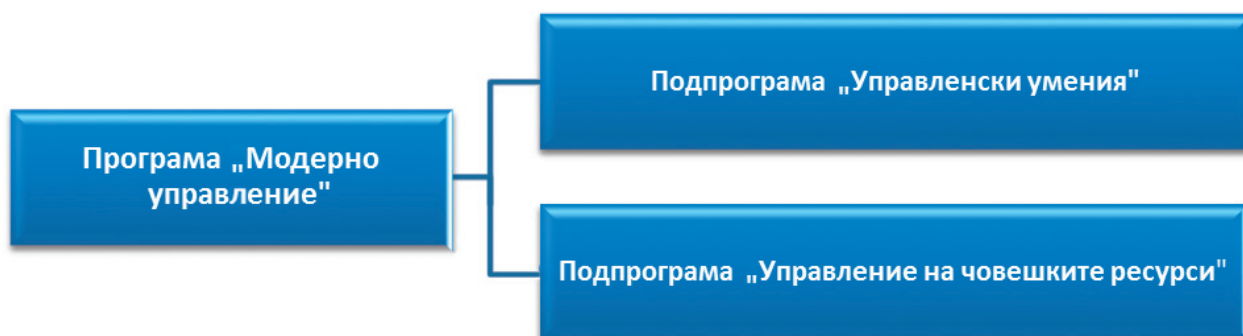 Програма „Модерно
управление"
Подпрограма „Управленски умения"
Подпрограма „Управление на човешките ресурси"